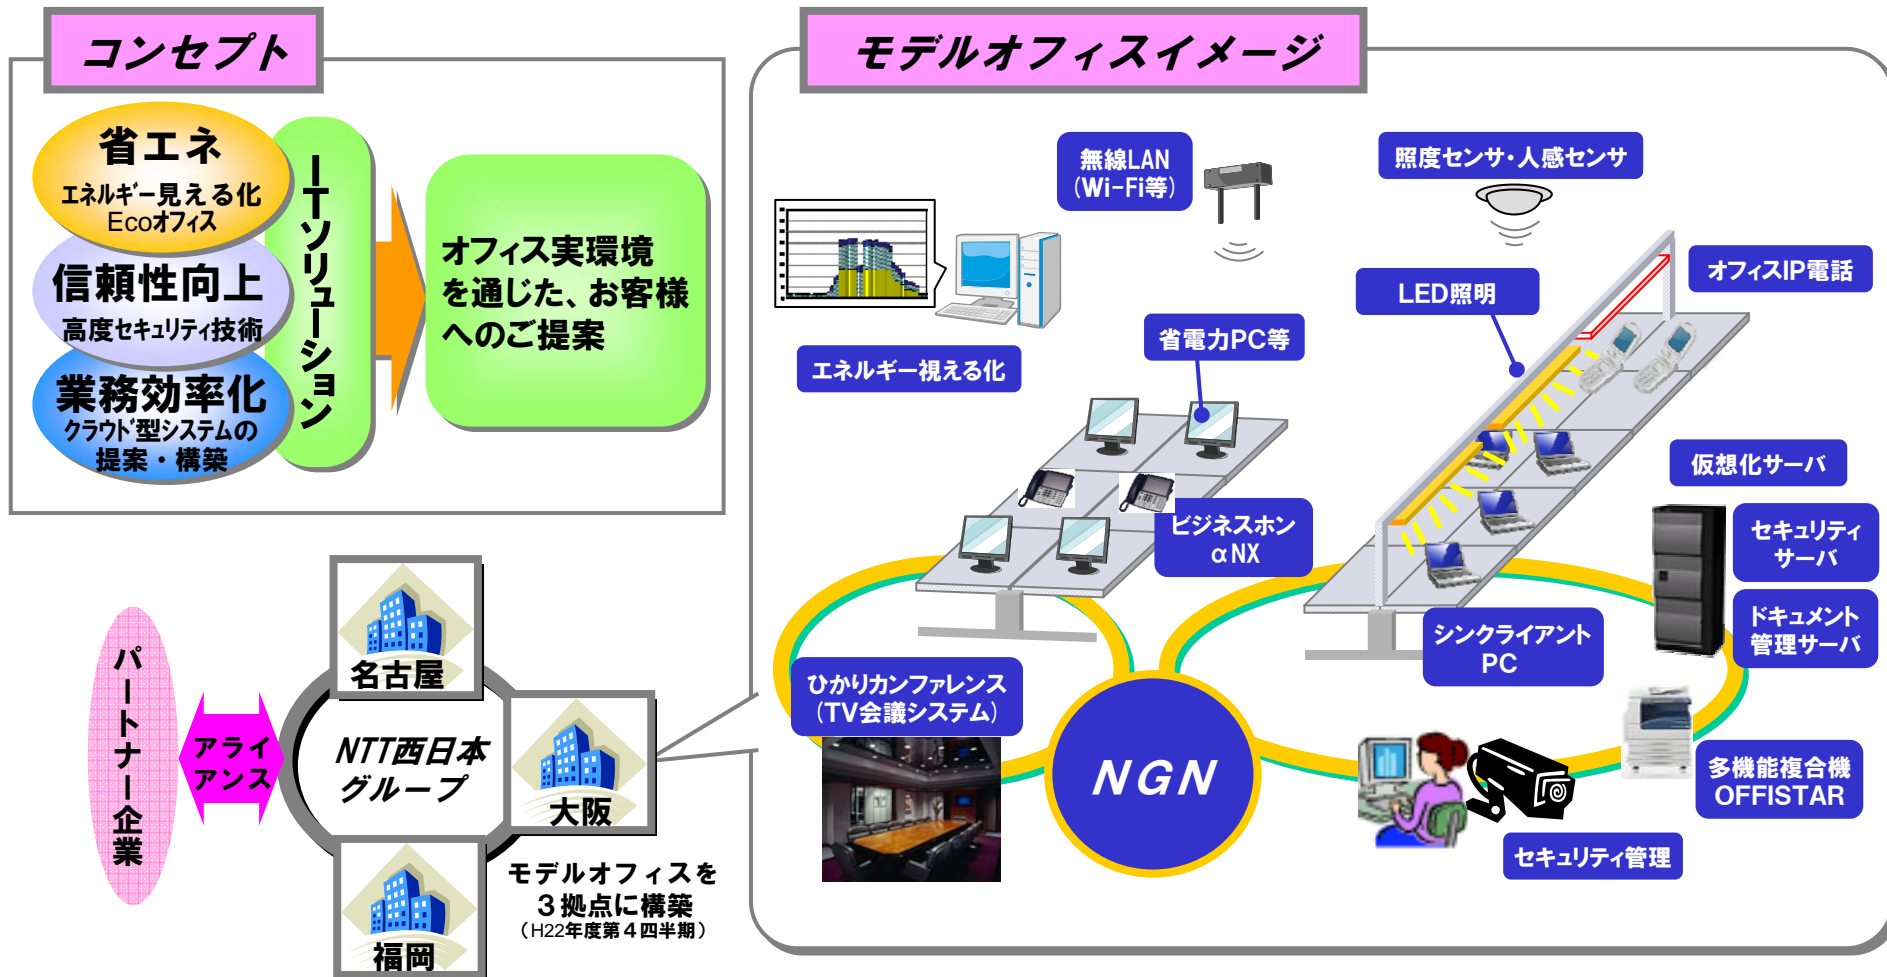 コンセプト
省エネ
エネルギー見える化
Ecoオフィス
信頼性向上
高度セキュリティ技術
業務効率化
クラウド型システムの
提案・構築
ITソリューション
オフィス実環境
を通じた、お客様
へのご提案
パートナー企業
アライ
アンス
NTT西日本
グループ
名古屋
大阪
福岡
モデルオフィスを
３拠点に構築
（H22年度第４四半期）
モデルオフィスイメージ
無線LAN
(Wi-Fi等)
照度センサ・人感センサ
オフィスIP電話
LED照明
省電力PC等
エネルギー視える化
仮想化サーバ
ビジネスホン
αNX
セキュリティ
サーバ
ドキュメント
管理サーバ
シンクライアント
PC
ひかりカンファレンス
(TV会議システム)
NGN
多機能複合機
OFFISTAR
セキュリティ管理